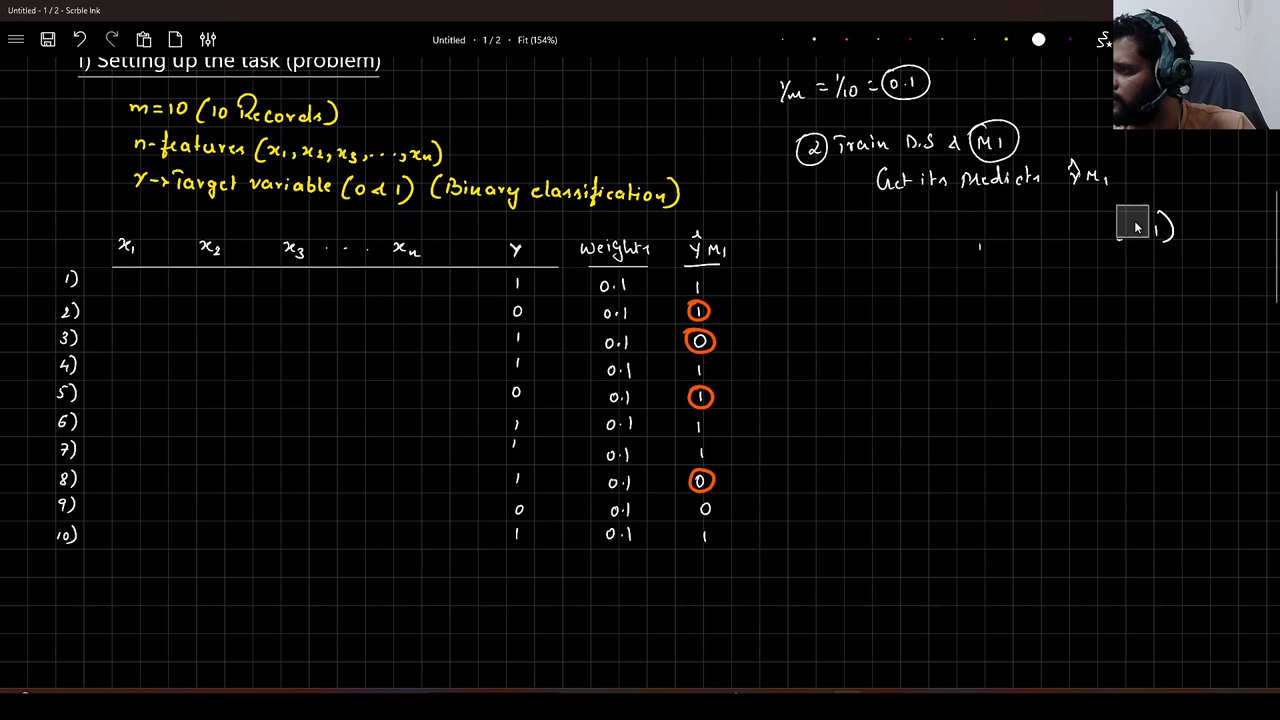 Untitled - 1 / 2 - Scrble Ink
Untitled • 1 / 2 • Fit (154%)
1) Setting up the task (problem)
m=10 (10 Records)
n-features (x1, x2, x3, ..., xn)
Y→Target variable (0 & 1) (Binary classification)
1/m = 1/10 = 0.1
2 Train D.S & M1
Get its Predicts ŶM1
1)
x1 x2 x3 ... xn Y Weights ŶM1
1) 1 0.1 1
2) 0 0.1 1
3) 1 0.1 0
4) 1 0.1 1
5) 0 0.1 1
6) 1 0.1 1
7) 1 0.1 1
8) 1 0.1 0
9) 0 0.1 0
10) 1 0.1 1